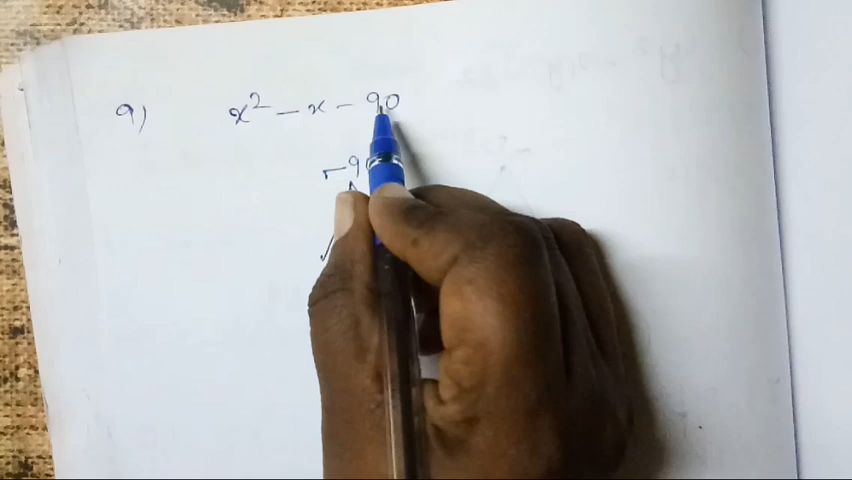 9) x² - x - 90